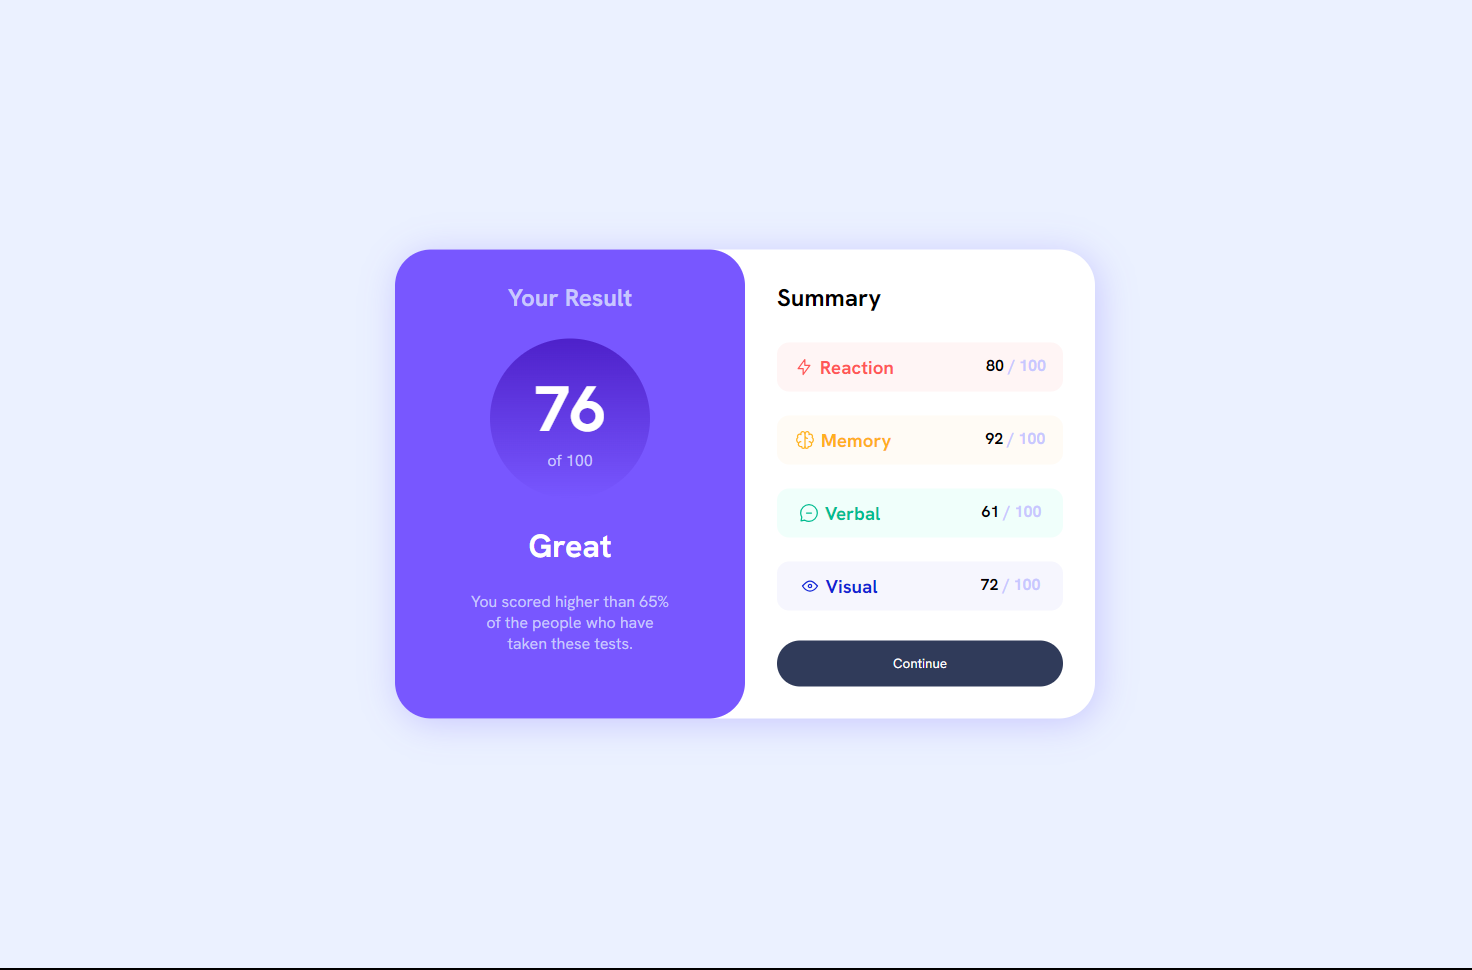 Your Result
76
of 100
Great
You scored higher than 65%
of the people who have
taken these tests.
Summary
Reaction 80 / 100
Memory 92 / 100
Verbal 61 / 100
Visual 72 / 100
Continue